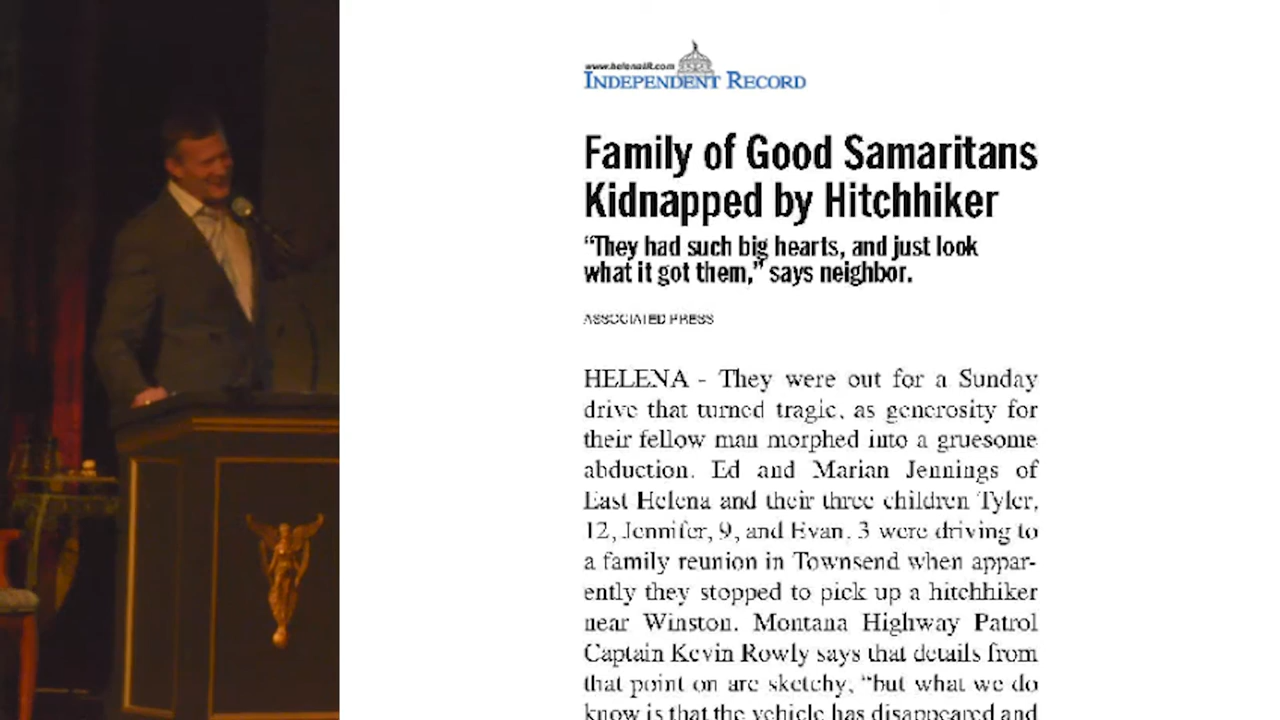 www.helenaIR.com
INDEPENDENT RECORD
Family of Good Samaritans
Kidnapped by Hitchhiker
“They had such big hearts, and just look
what it got them,” says neighbor.
ASSOCIATED PRESS
HELENA - They were out for a Sunday
drive that turned tragic, as generosity for
their fellow man morphed into a gruesome
abduction. Ed and Marian Jennings of
East Helena and their three children Tyler,
12, Jennifer, 9, and Evan, 3 were driving to
a family reunion in Townsend when appar-
ently they stopped to pick up a hitchhiker
near Winston. Montana Highway Patrol
Captain Kevin Rowly says that details from
that point on are sketchy, “but what we do
know is that the vehicle has disappeared and